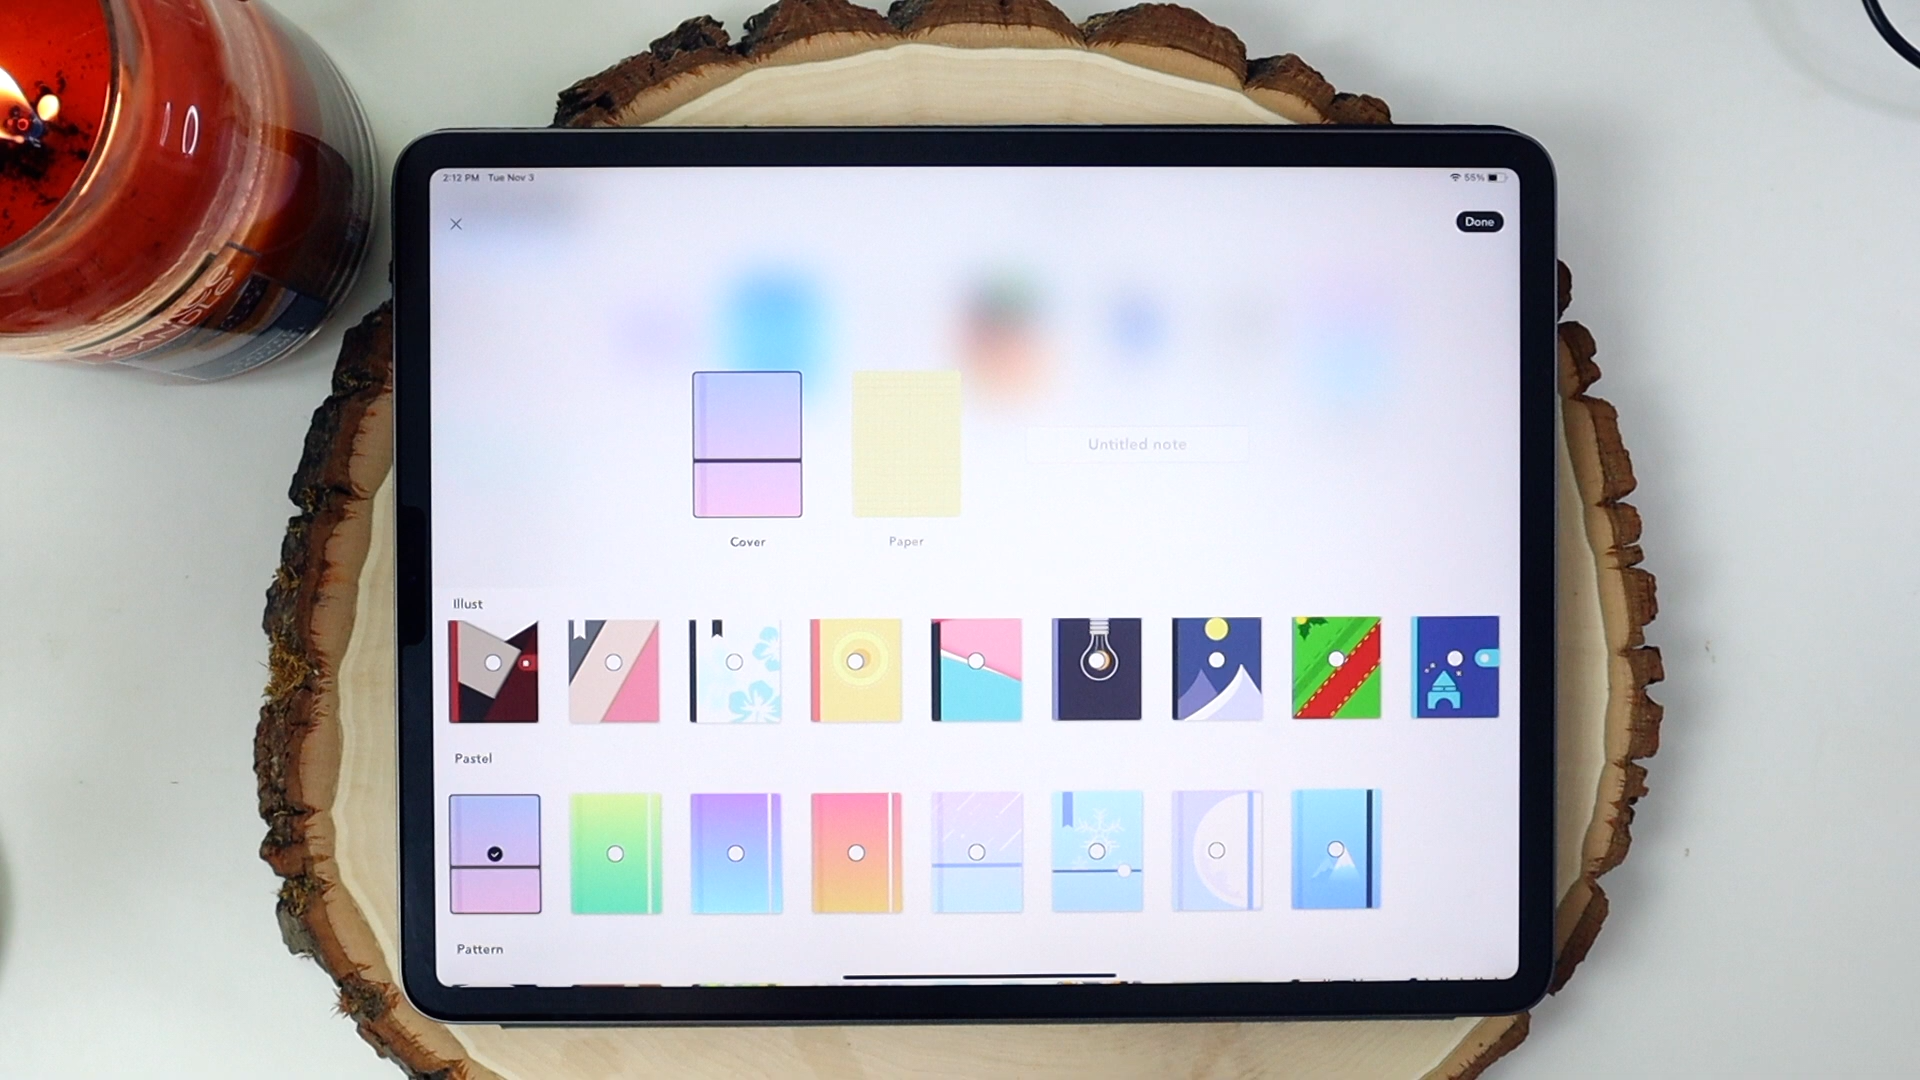 2:12 PM Tue Nov 3
55%
Done
Untitled note
Cover
Paper
Illust
Pastel
Pattern